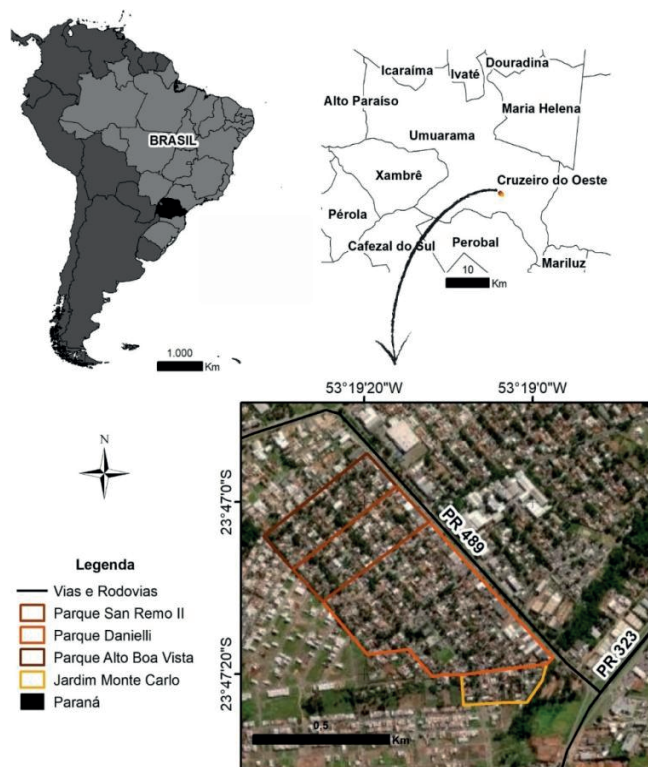 BRASIL
1.000
Km
Icaraíma
Ivaté
Douradina
Alto Paraíso
Maria Helena
Umuarama
Xambrê
Cruzeiro do Oeste
Pérola
Cafezal do Sul
Perobal
Mariluz
10
Km
53°19'20"W
53°19'0"W
N
23°47'0"S
23°47'20"S
PR 489
PR 323
Legenda
Vias e Rodovias
Parque San Remo II
Parque Danielli
Parque Alto Boa Vista
Jardim Monte Carlo
Paraná
0,5
Km